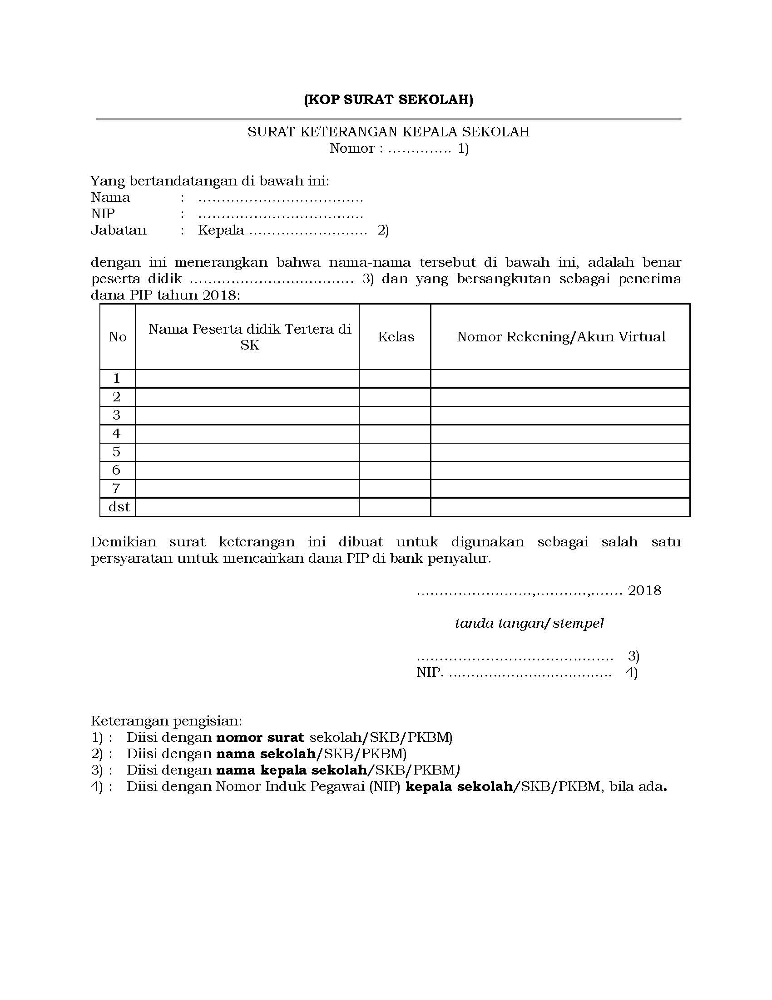 (KOP SURAT SEKOLAH)
SURAT KETERANGAN KEPALA SEKOLAH
Nomor : .............. 1)
Yang bertandatangan di bawah ini:
Nama : ....................................
NIP : ....................................
Jabatan : Kepala .......................... 2)
dengan ini menerangkan bahwa nama-nama tersebut di bawah ini, adalah benar
peserta didik .................................... 3) dan yang bersangkutan sebagai penerima
dana PIP tahun 2018:
No Nama Peserta didik Tertera di SK Kelas Nomor Rekening/Akun Virtual
1
2
3
4
5
6
7
dst
Demikian surat keterangan ini dibuat untuk digunakan sebagai salah satu
persyaratan untuk mencairkan dana PIP di bank penyalur.
.........................,...........,....... 2018
tanda tangan/stempel
........................................... 3)
NIP. .................................... 4)
Keterangan pengisian:
1) : Diisi dengan nomor surat sekolah/SKB/PKBM)
2) : Diisi dengan nama sekolah/SKB/PKBM)
3) : Diisi dengan nama kepala sekolah/SKB/PKBM)
4) : Diisi dengan Nomor Induk Pegawai (NIP) kepala sekolah/SKB/PKBM, bila ada.